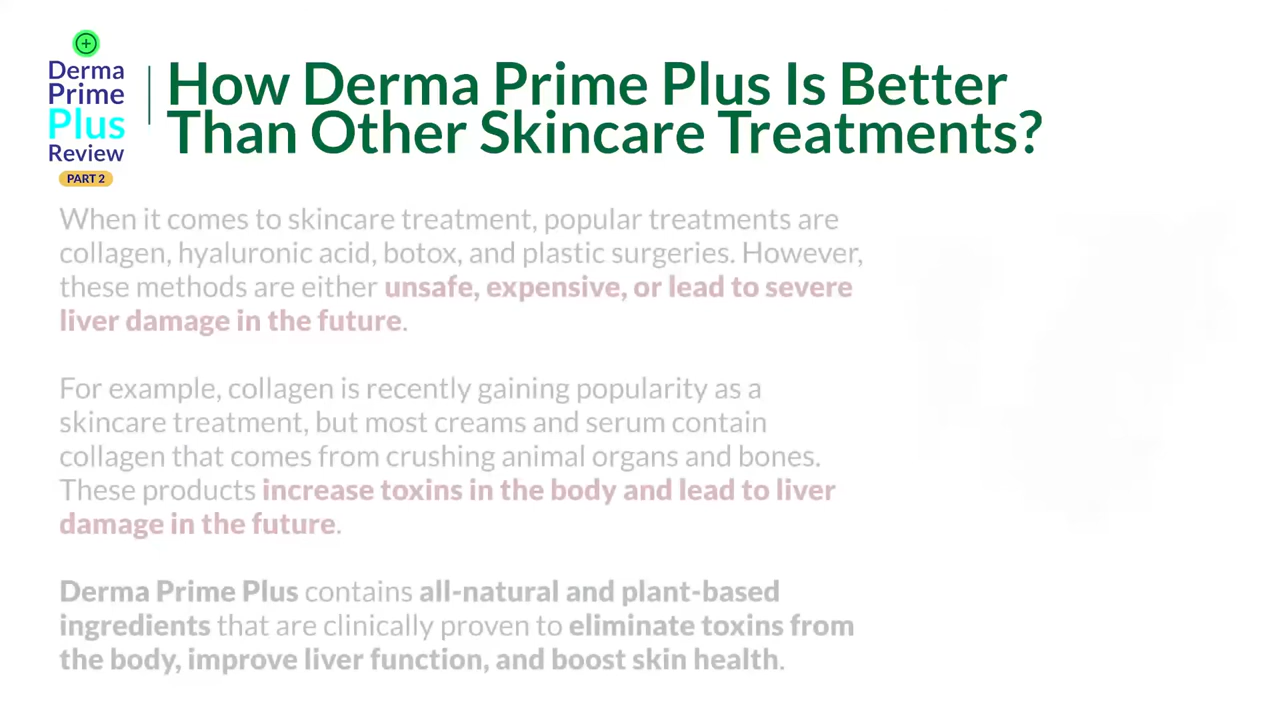 Derma
Prime
Plus
Review
PART 2
How Derma Prime Plus Is Better
Than Other Skincare Treatments?
When it comes to skincare treatment, popular treatments are
collagen, hyaluronic acid, botox, and plastic surgeries. However,
these methods are either unsafe, expensive, or lead to severe
liver damage in the future.
For example, collagen is recently gaining popularity as a
skincare treatment, but most creams and serum contain
collagen that comes from crushing animal organs and bones.
These products increase toxins in the body and lead to liver
damage in the future.
Derma Prime Plus contains all-natural and plant-based
ingredients that are clinically proven to eliminate toxins from
the body, improve liver function, and boost skin health.